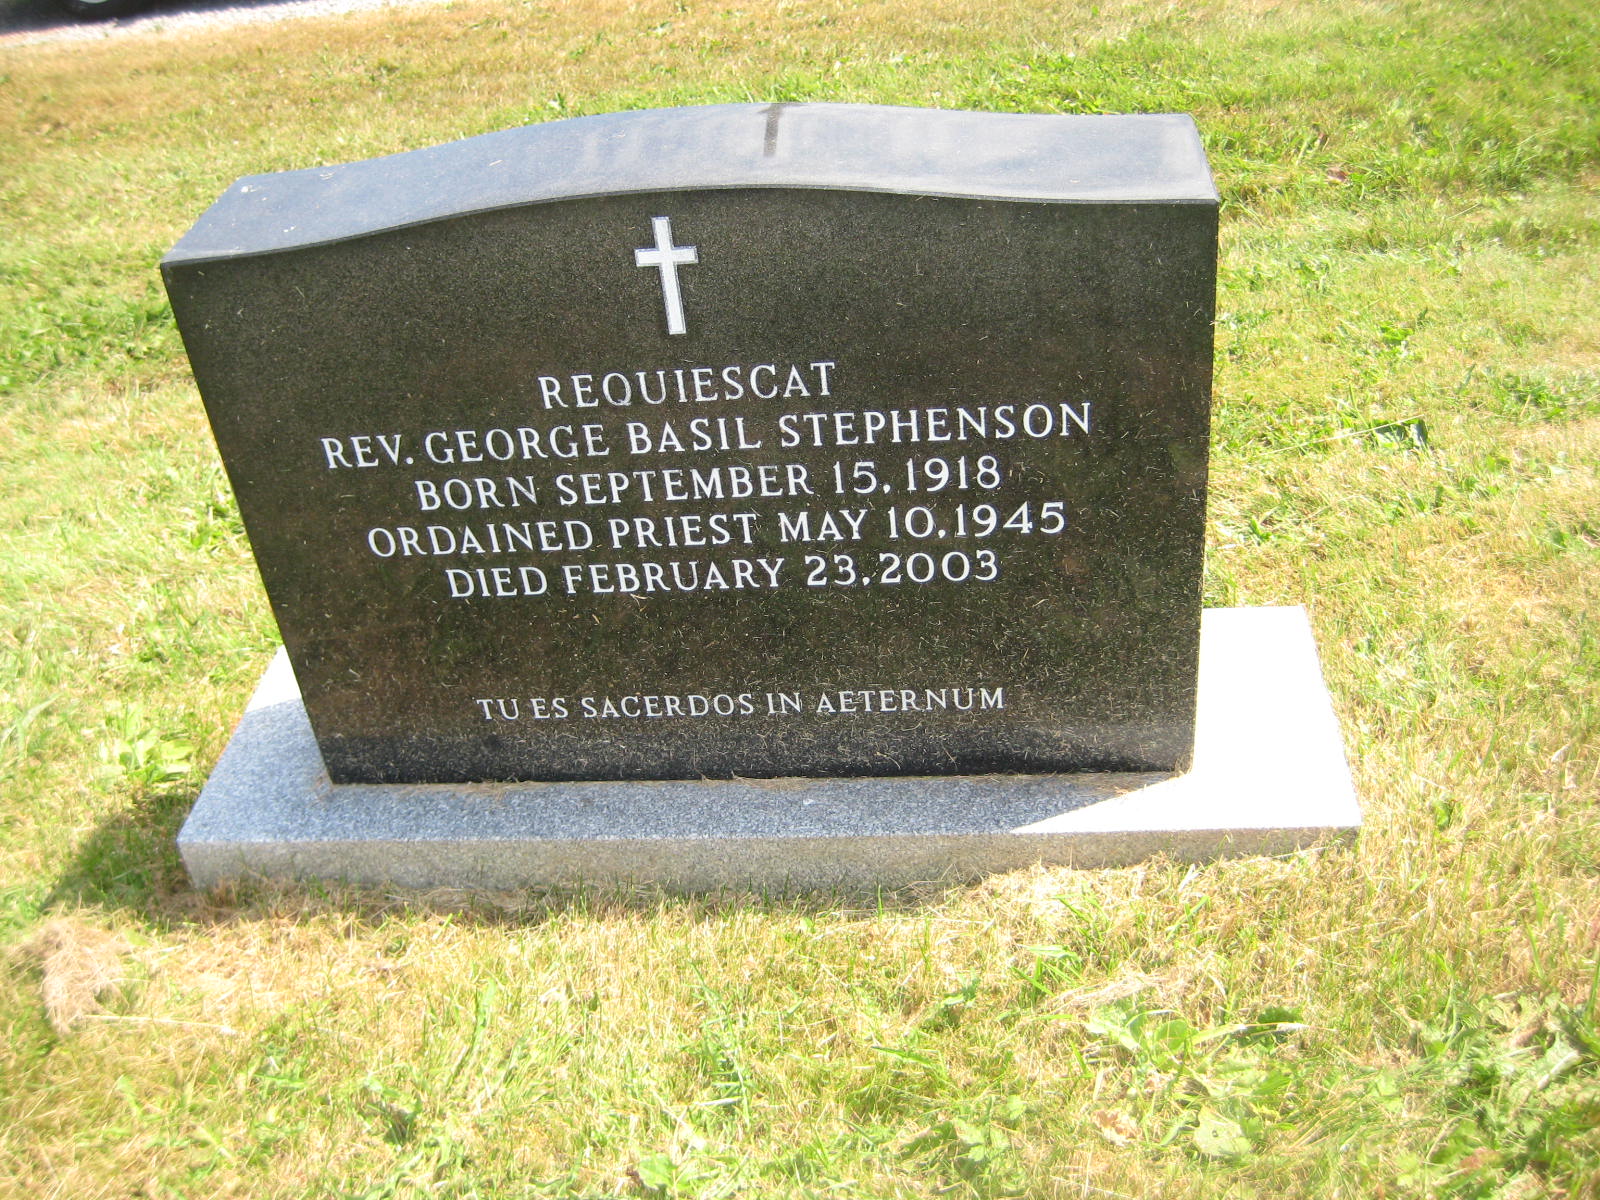 REQUIESCAT
REV. GEORGE BASIL STEPHENSON
BORN SEPTEMBER 15, 1918
ORDAINED PRIEST MAY 10, 1945
DIED FEBRUARY 23, 2003
TU ES SACERDOS IN AETERNUM